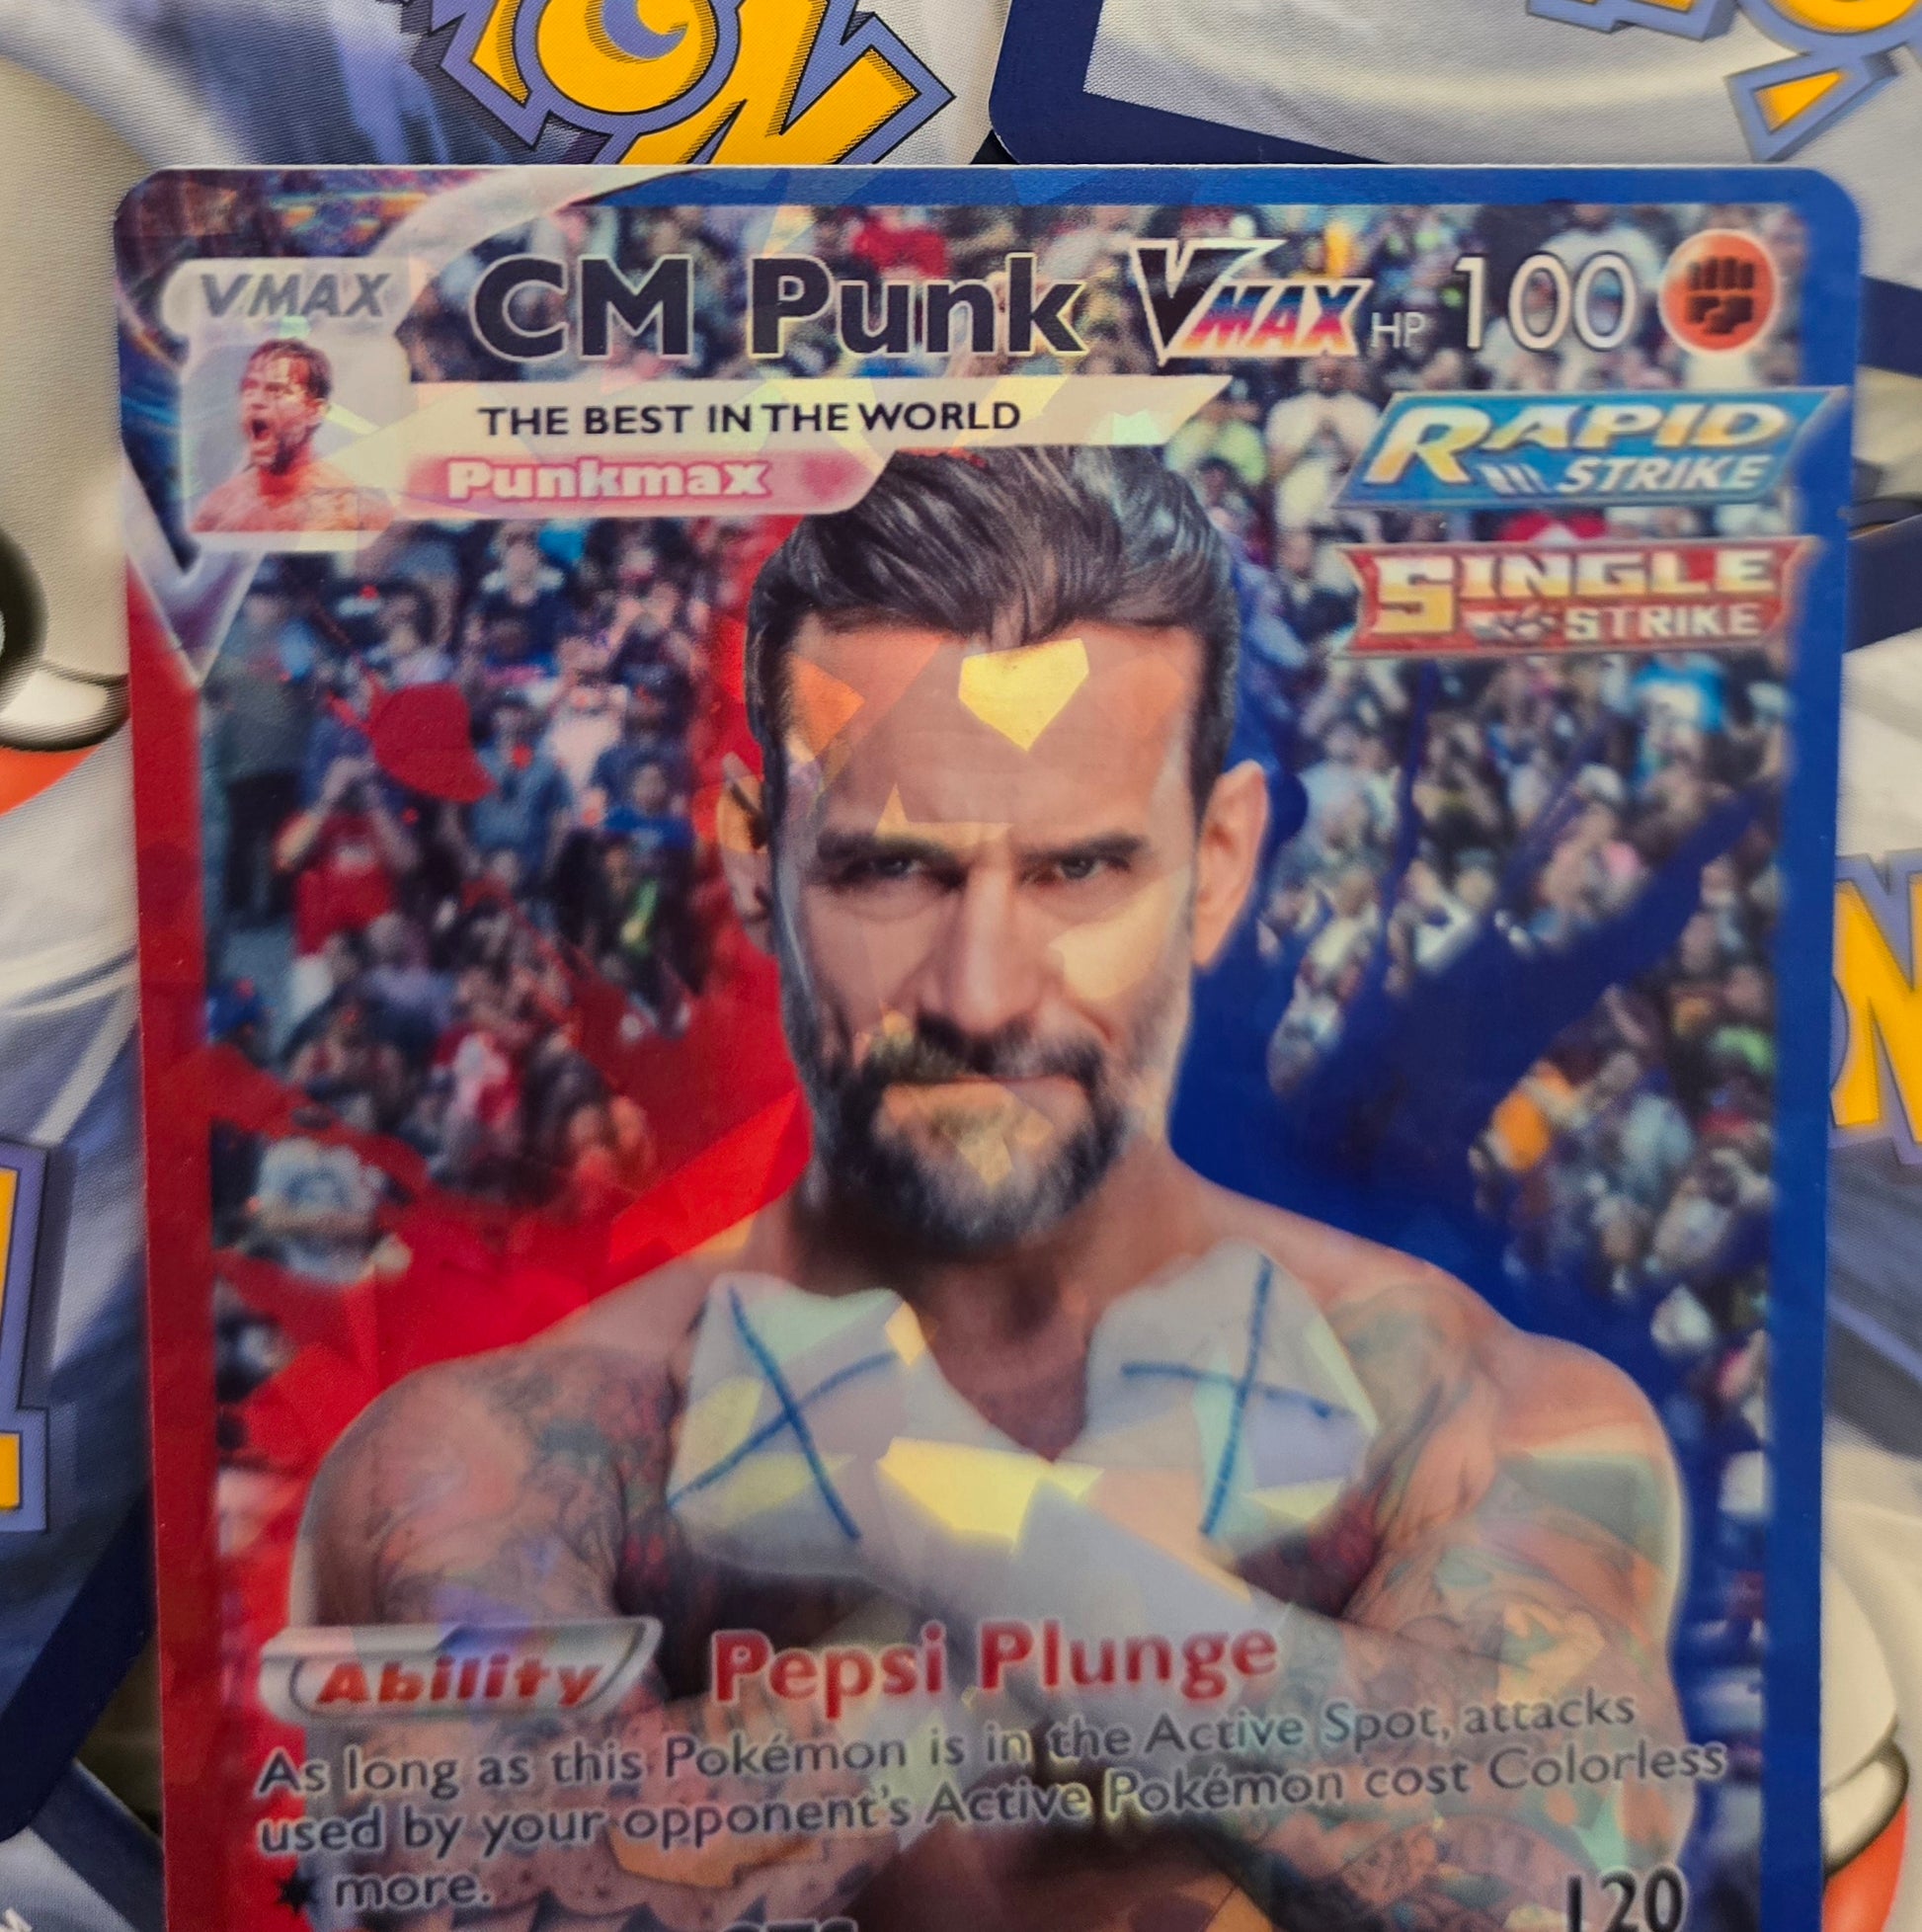 VMAX
CM Punk VMAX HP 100
THE BEST IN THE WORLD
Punkmax
RAPID
STRIKE
SINGLE
STRIKE
Ability Pepsi Plunge
As long as this Pokémon is in the Active Spot, attacks
used by your opponent's Active Pokémon cost Colorless
more.
120